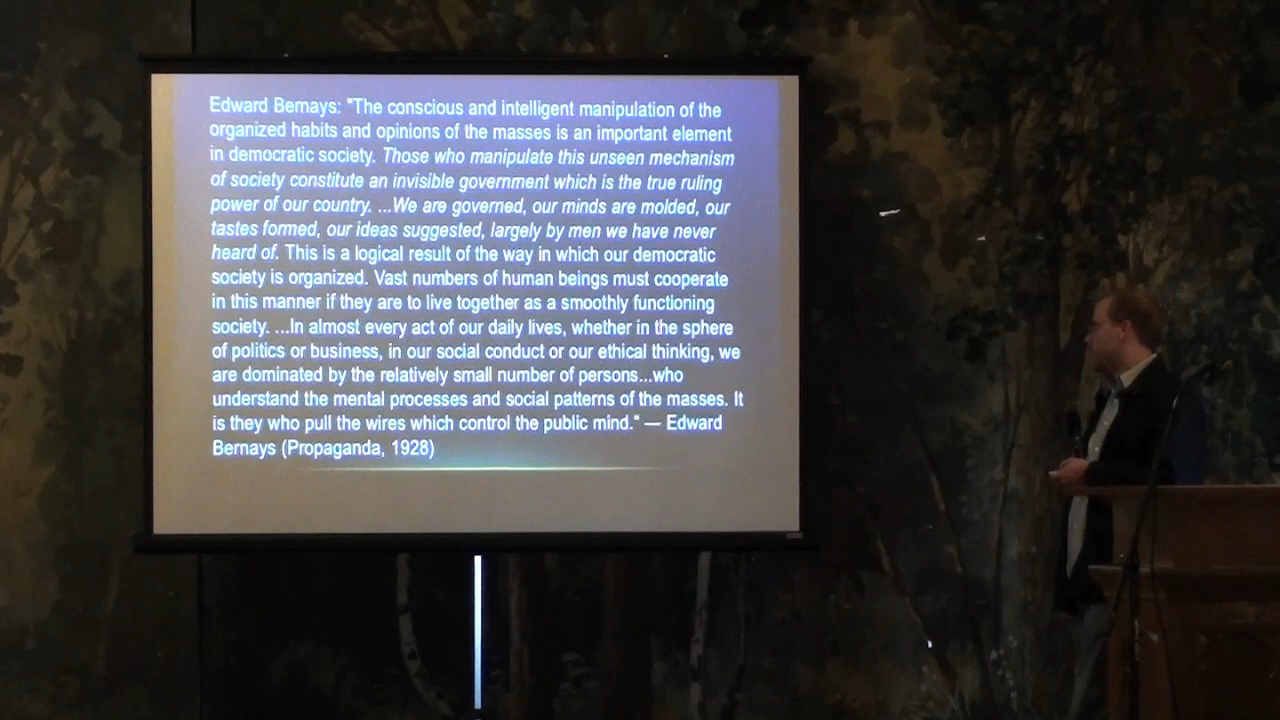 Edward Bernays: "The conscious and intelligent manipulation of the
organized habits and opinions of the masses is an important element
in democratic society. Those who manipulate this unseen mechanism
of society constitute an invisible government which is the true ruling
power of our country. ...We are governed, our minds are molded, our
tastes formed, our ideas suggested, largely by men we have never
heard of. This is a logical result of the way in which our democratic
society is organized. Vast numbers of human beings must cooperate
in this manner if they are to live together as a smoothly functioning
society. ...In almost every act of our daily lives, whether in the sphere
of politics or business, in our social conduct or our ethical thinking, we
are dominated by the relatively small number of persons...who
understand the mental processes and social patterns of the masses. It
is they who pull the wires which control the public mind." — Edward
Bernays (Propaganda, 1928)